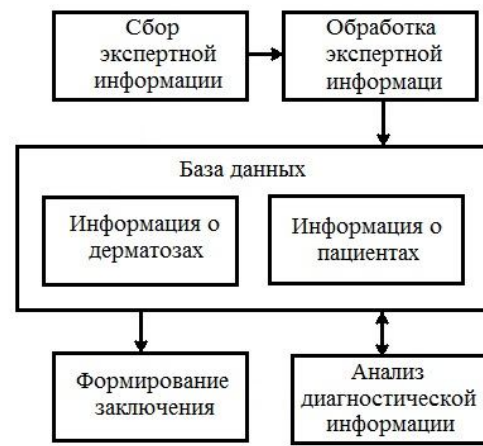 Сбор
экспертной
информации
Обработка
экспертной
информаци
База данных
Информация о
дерматозах
Информация о
пациентах
Формирование
заключения
Анализ
диагностической
информации